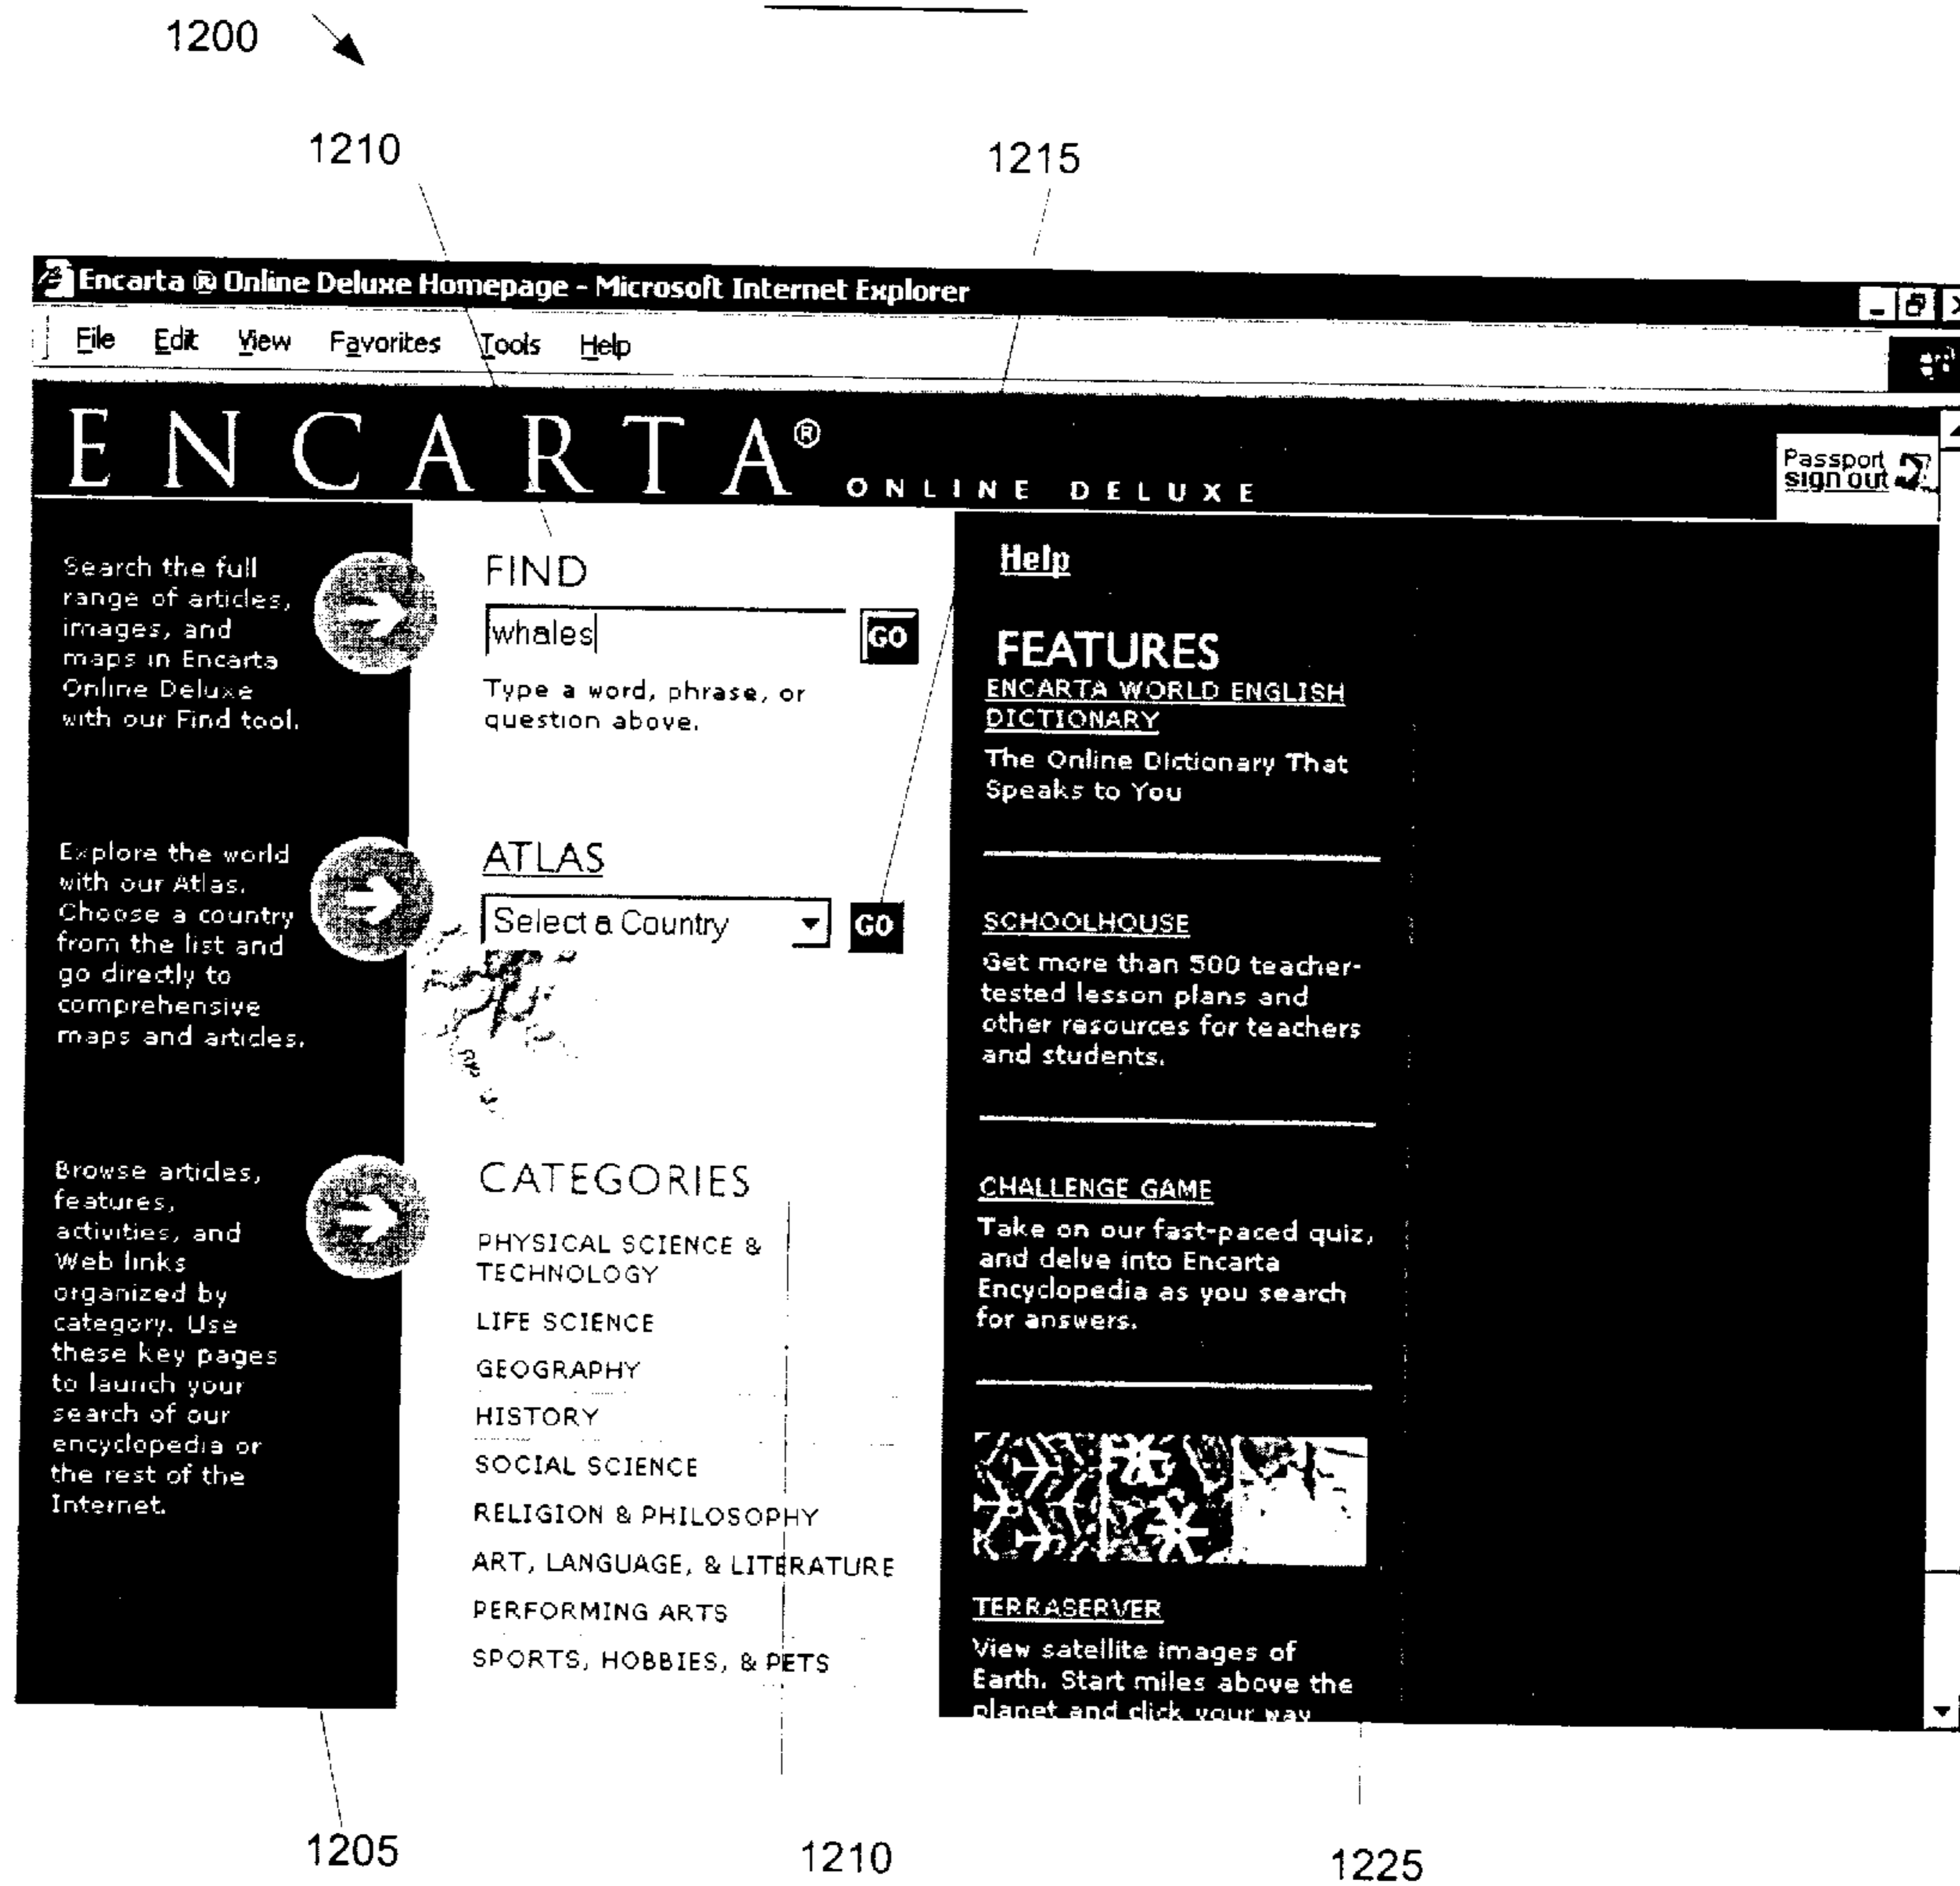 1200
1210
1215
Encarta ® Online Deluxe Homepage - Microsoft Internet Explorer
File Edit View Favorites Tools Help
ENCARTA® ONLINE DELUXE
Passport
sign out
Search the full
range of articles,
images, and
maps in Encarta
Online Deluxe
with our Find tool.
FIND
whales
GO
Type a word, phrase, or
question above.
Explore the world
with our Atlas.
Choose a country
from the list and
go directly to
comprehensive
maps and articles.
ATLAS
Select a Country
GO
Browse articles,
features,
activities, and
Web links
organized by
category. Use
these key pages
to launch your
search of our
encyclopedia or
the rest of the
Internet.
CATEGORIES
PHYSICAL SCIENCE &
TECHNOLOGY
LIFE SCIENCE
GEOGRAPHY
HISTORY
SOCIAL SCIENCE
RELIGION & PHILOSOPHY
ART, LANGUAGE, & LITERATURE
PERFORMING ARTS
SPORTS, HOBBIES, & PETS
Help
FEATURES
ENCARTA WORLD ENGLISH
DICTIONARY
The Online Dictionary That
Speaks to You
SCHOOLHOUSE
Get more than 500 teacher-
tested lesson plans and
other resources for teachers
and students.
CHALLENGE GAME
Take on our fast-paced quiz,
and delve into Encarta
Encyclopedia as you search
for answers.
TERRASERVER
View satellite images of
Earth. Start miles above the
planet and click your way
1205
1210
1225